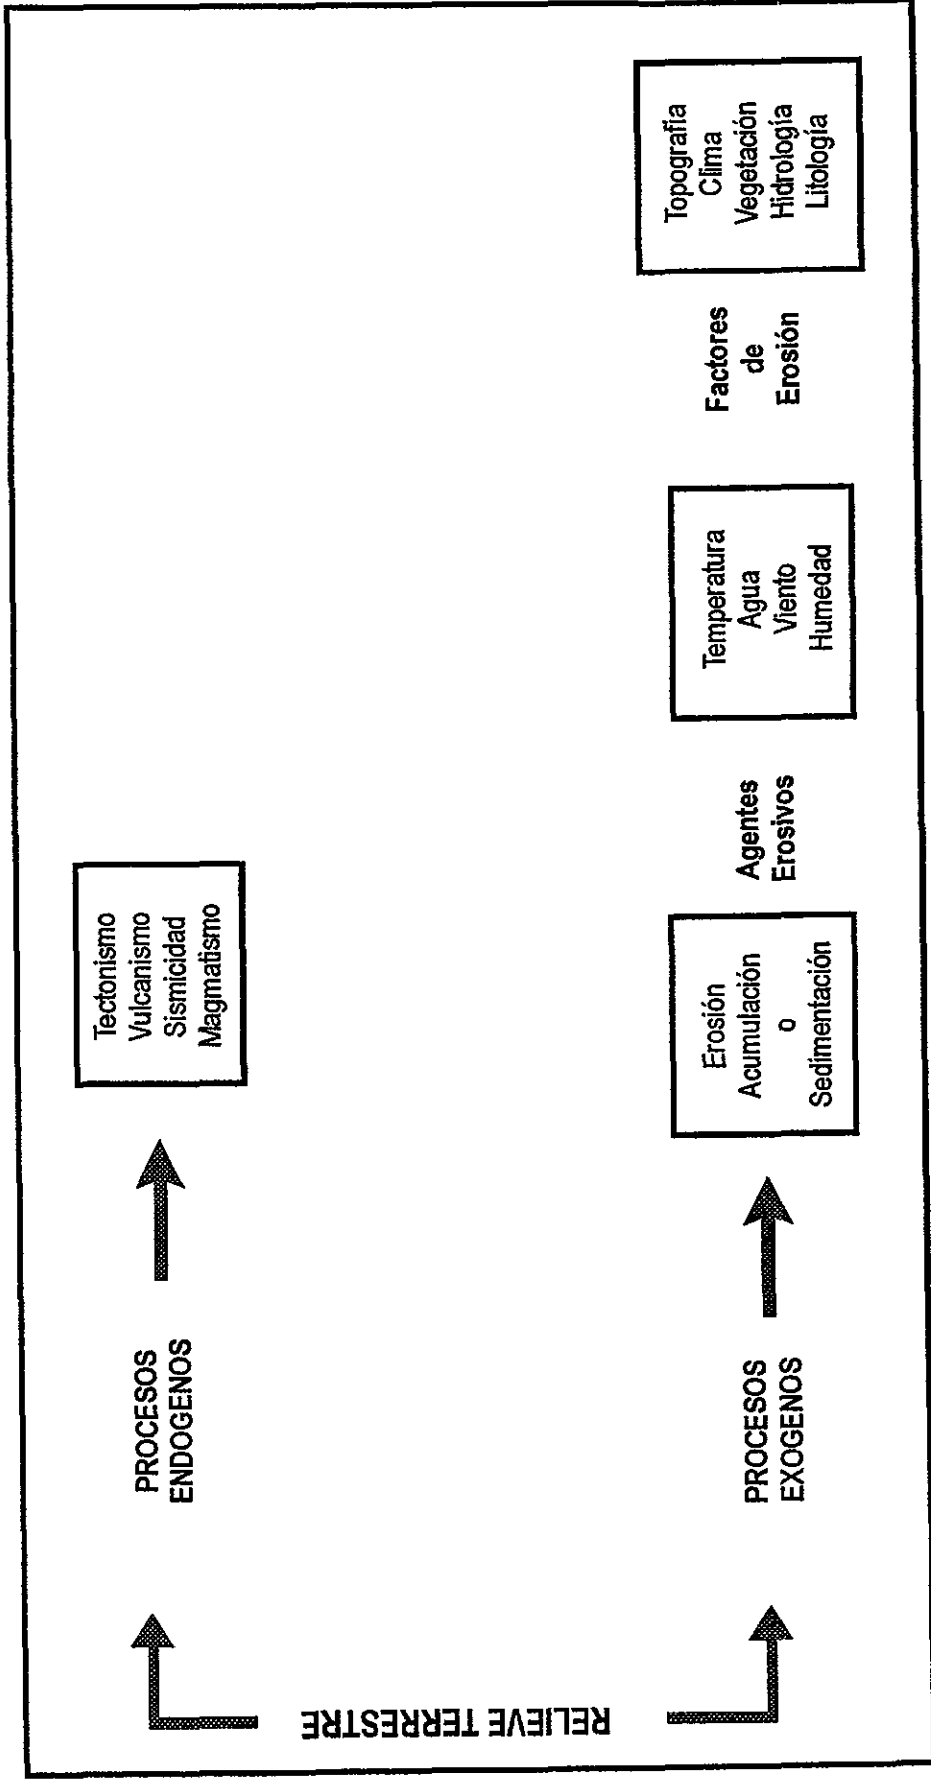 RELIEVE TERRESTRE
PROCESOS
ENDOGENOS
Tectonismo
Vulcanismo
Sismicidad
Magmatismo
PROCESOS
EXOGENOS
Erosión
Acumulación
o
Sedimentación
Agentes
Erosivos
Temperatura
Agua
Viento
Humedad
Factores
de
Erosión
Topografía
Clima
Vegetación
Hidrología
Litología